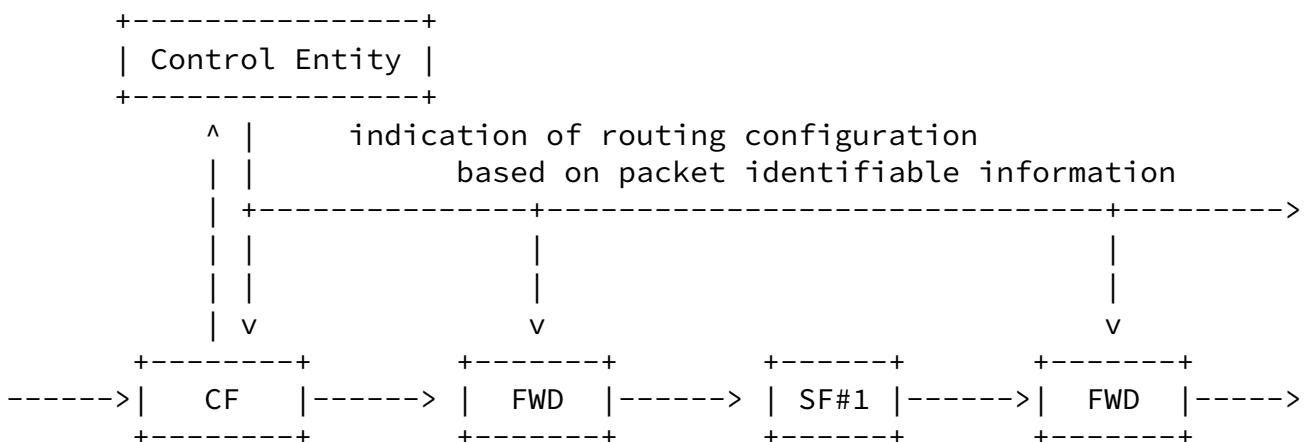 Control Entity
indication of routing configuration
based on packet identifiable information
CF FWD SF#1 FWD